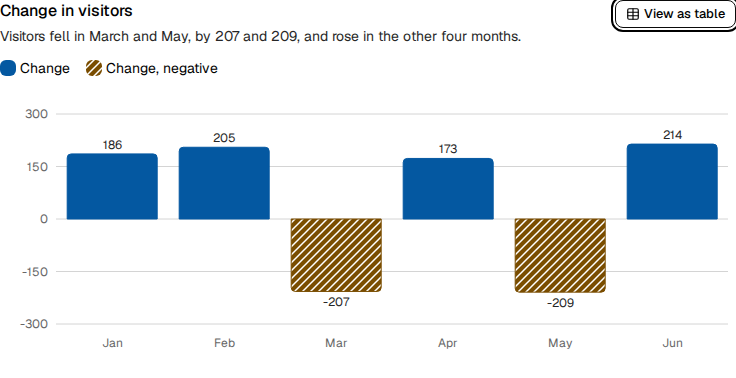 Change in visitors
View as table
Visitors fell in March and May, by 207 and 209, and rose in the other four months.
Change
Change, negative
300
150
0
-150
-300
186
205
-207
173
-209
214
Jan
Feb
Mar
Apr
May
Jun